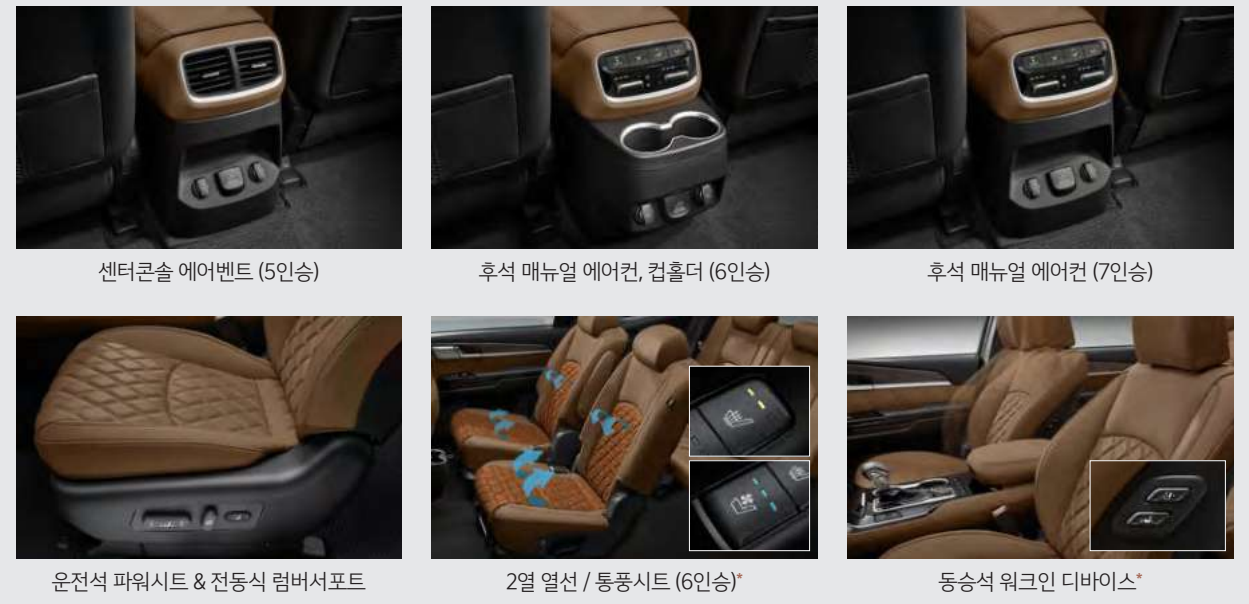 센터콘솔 에어벤트 (5인승)
후석 매뉴얼 에어컨, 컵홀더 (6인승)
후석 매뉴얼 에어컨 (7인승)
운전석 파워시트 & 전동식 럼버서포트
2열 열선 / 통풍시트 (6인승)*
동승석 워크인 디바이스*